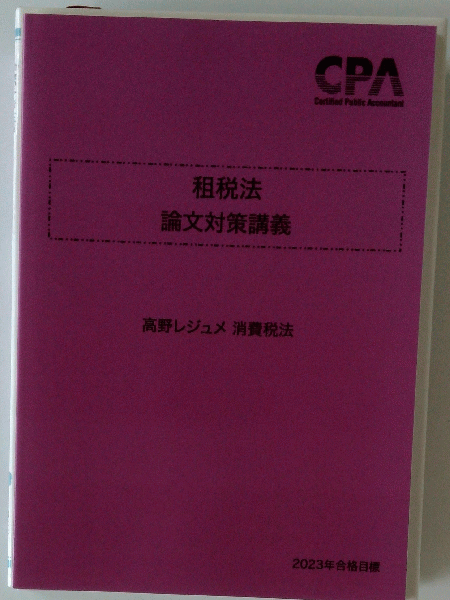 CPA
Certified Public Accountant
租税法
論文対策講義
高野レジュメ 消費税法
2023年合格目標